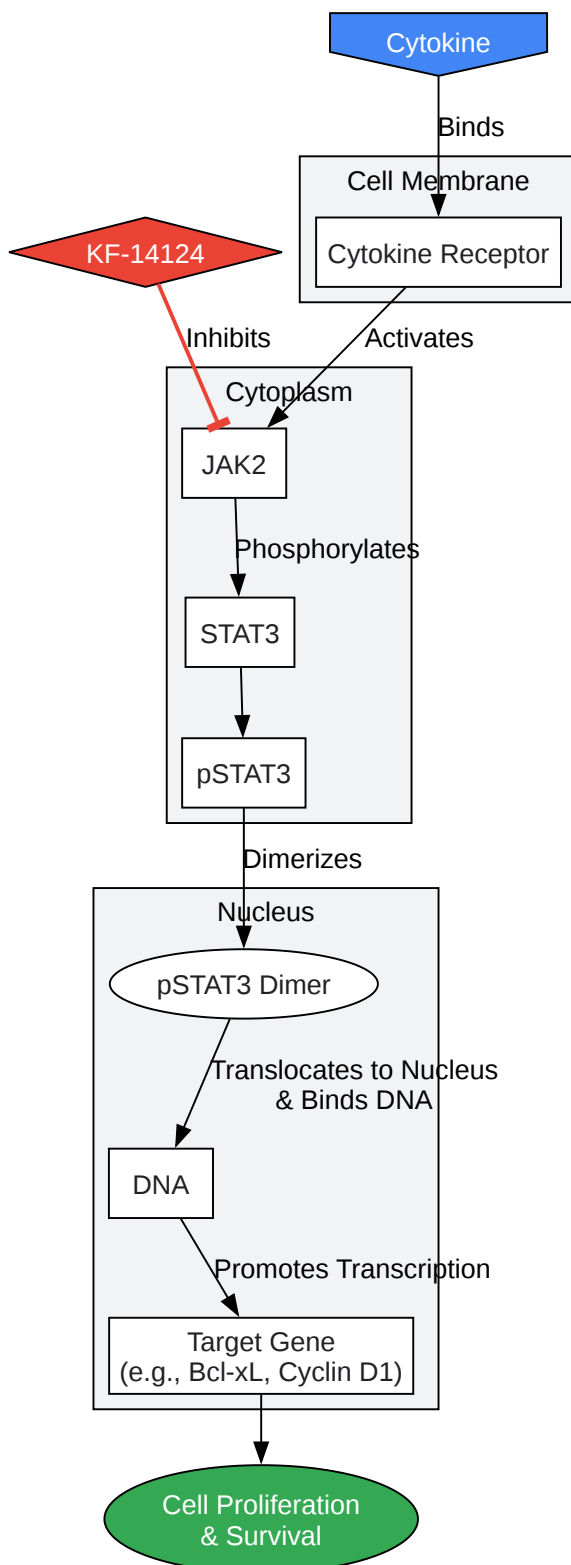 Cytokine
Binds
Cell Membrane
KF-14124
Cytokine Receptor
Inhibits
Activates
Cytoplasm
JAK2
Phosphorylates
STAT3
pSTAT3
Dimerizes
Nucleus
pSTAT3 Dimer
Translocates to Nucleus
& Binds DNA
DNA
Promotes Transcription
Target Gene
(e.g., Bcl-xL, Cyclin D1)
Cell Proliferation
& Survival